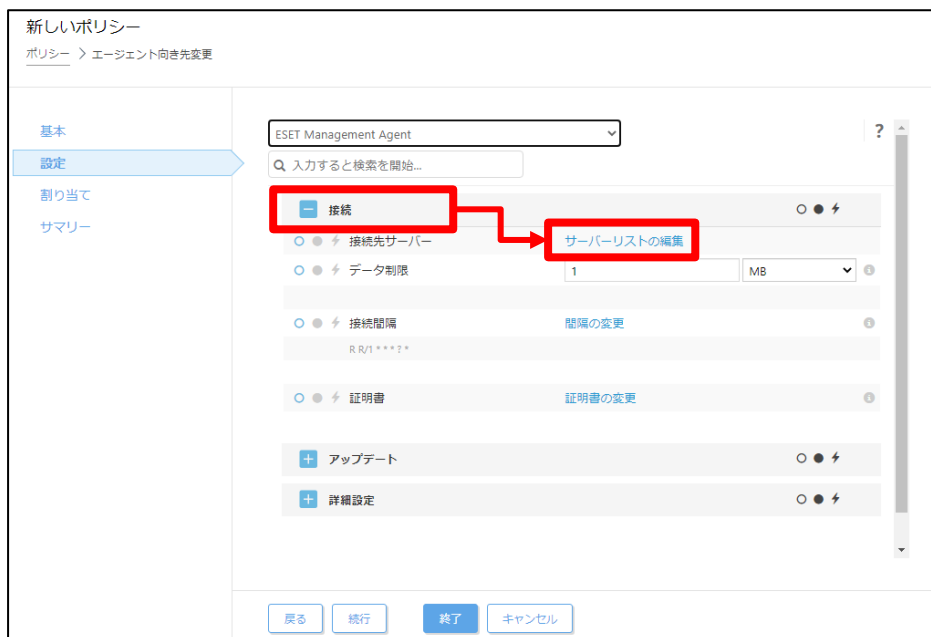 新しいポリシー
ポリシー > エージェント向き先変更
基本
設定
割り当て
サマリー
ESET Management Agent
?
入力すると検索を開始...
接続
接続先サーバー サーバーリストの編集
データ制限 1 MB
接続間隔 間隔の変更
R R/1 * * * ? *
証明書 証明書の変更
アップデート
詳細設定
戻る 続行 終了 キャンセル